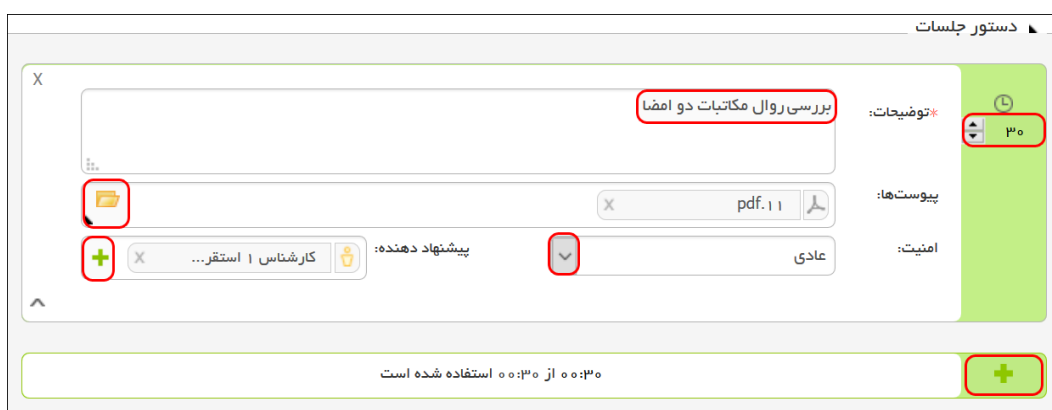 دستور جلسات
X
۳۰
*توضیحات:
بررسی روال مکاتبات دو امضا
پیوست‌ها:
pdf.۱۱ X
امنیت:
عادی
پیشنهاد دهنده:
کارشناس ۱ استقر... X
۰۰:۳۰ از ۰۰:۳۰ استفاده شده است